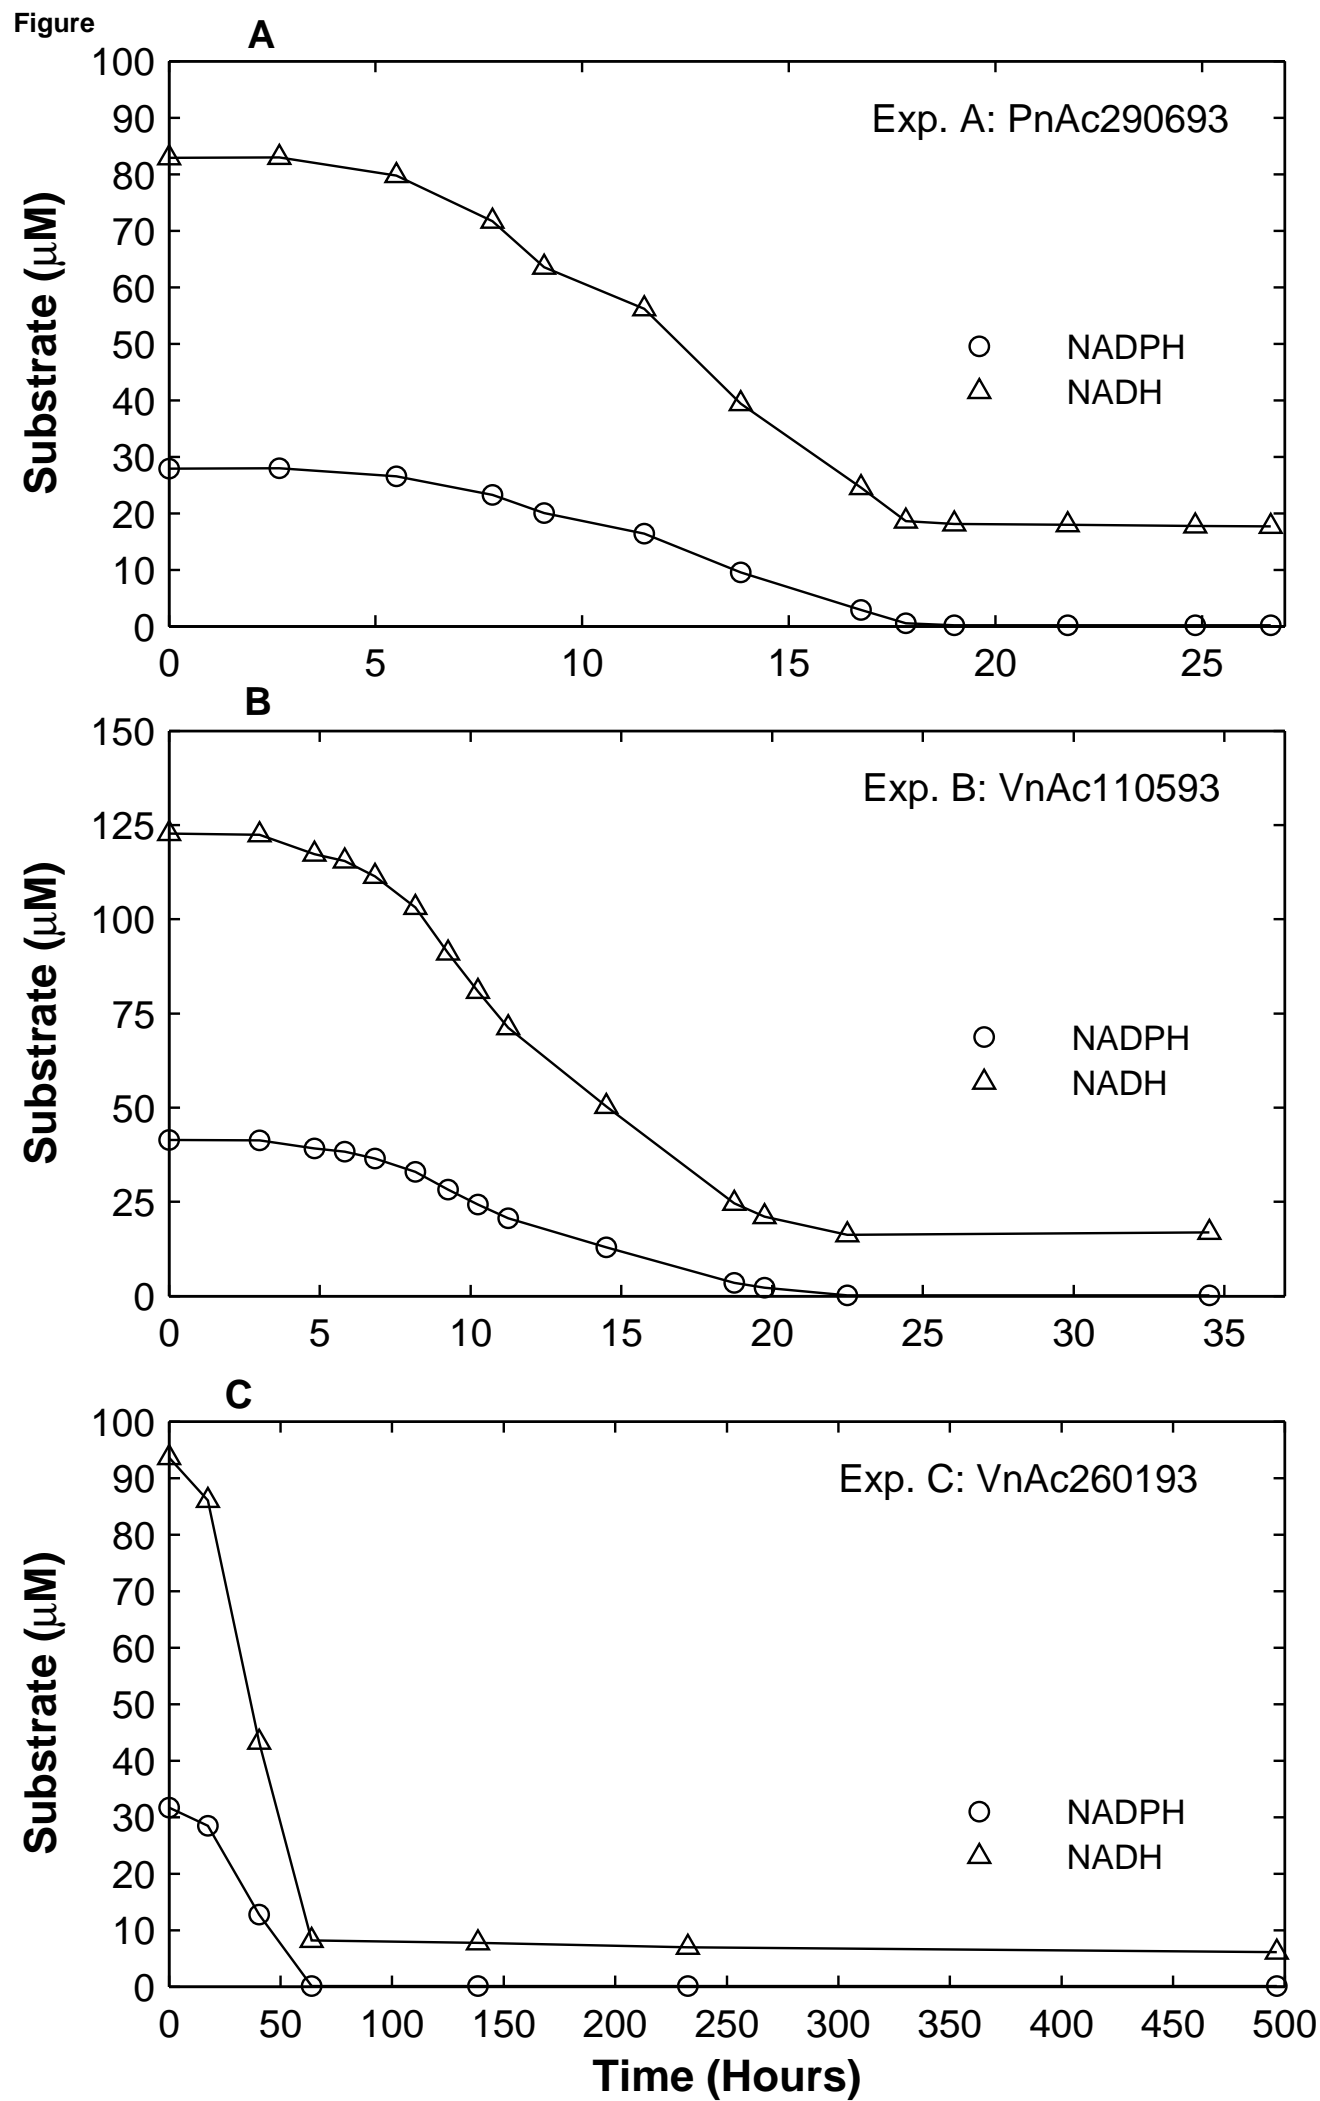 Figure
A
100
90
80
70
60
50
40
30
20
10
0
Substrate (μM)
Exp. A: PnAc290693
NADPH
NADH
0 5 10 15 20 25
B
150
125
100
75
50
25
0
Substrate (μM)
Exp. B: VnAc110593
NADPH
NADH
0 5 10 15 20 25 30 35
C
100
90
80
70
60
50
40
30
20
10
0
Substrate (μM)
Exp. C: VnAc260193
NADPH
NADH
0 50 100 150 200 250 300 350 400 450 500
Time (Hours)